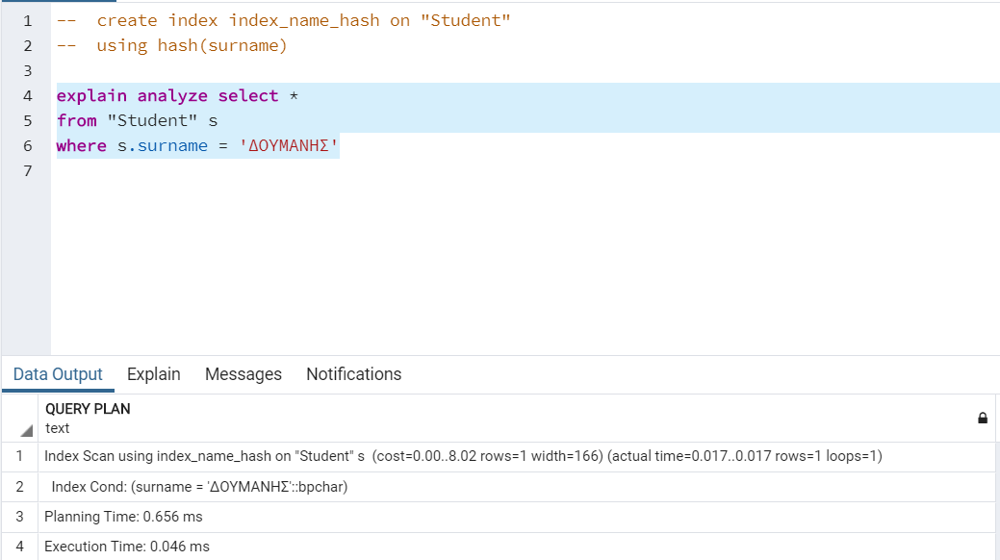 1 -- create index index_name_hash on "Student"
2 -- using hash(surname)
3
4 explain analyze select *
5 from "Student" s
6 where s.surname = 'ΔΟΥΜΑΝΗΣ'
7
Data Output Explain Messages Notifications
QUERY PLAN
text
1 Index Scan using index_name_hash on "Student" s (cost=0.00..8.02 rows=1 width=166) (actual time=0.017..0.017 rows=1 loops=1)
2 Index Cond: (surname = 'ΔΟΥΜΑΝΗΣ'::bpchar)
3 Planning Time: 0.656 ms
4 Execution Time: 0.046 ms